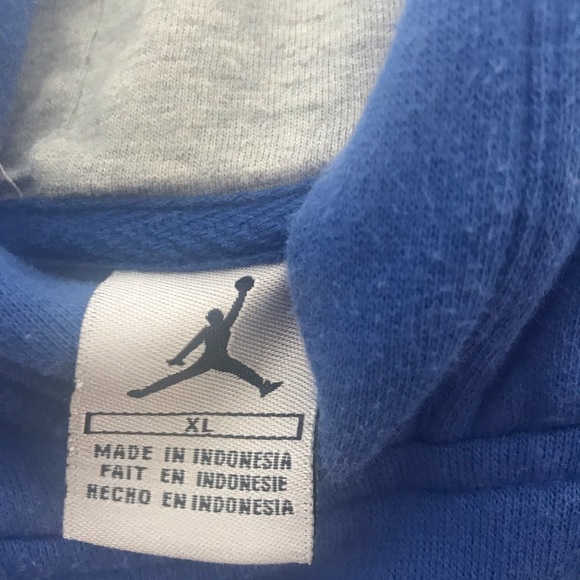 XL
MADE IN INDONESIA
FAIT EN INDONESIE
HECHO EN INDONESIA